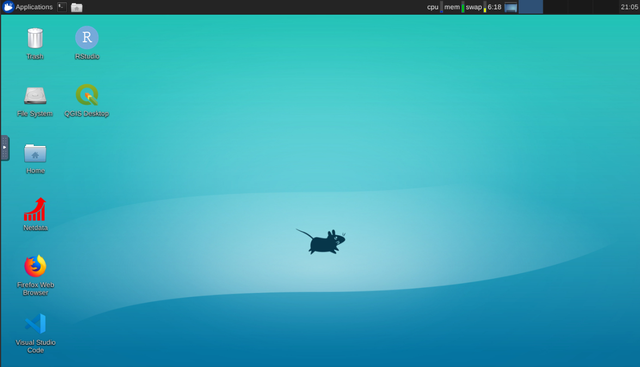 Applications
cpu mem swap 6:18 21:05
Trash
R
RStudio
File System
QGIS Desktop
Home
Netdata
Firefox Web
Browser
Visual Studio
Code